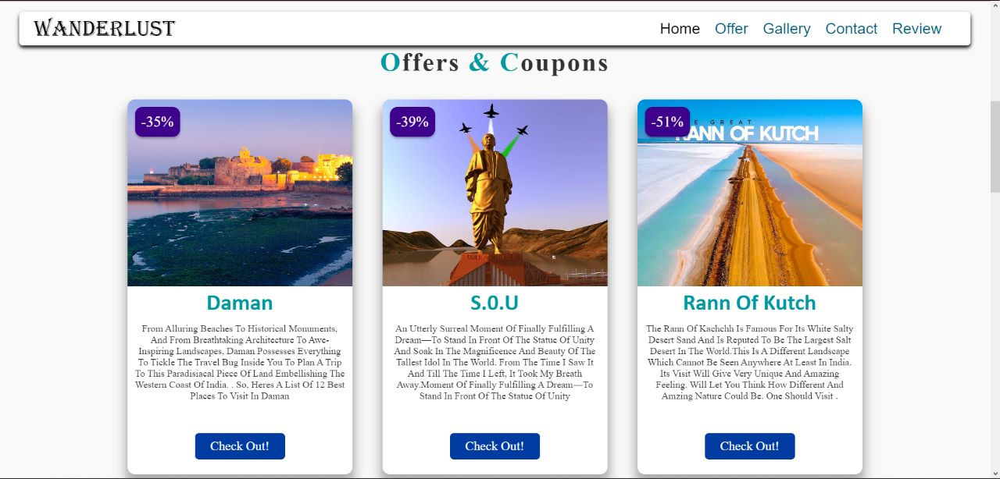 WANDERLUST
Home Offer Gallery Contact Review
Offers & Coupons
-35%
-39%
-51%
E GREAT
RANN OF KUTCH
Daman
From Alluring Beaches To Historical Monuments,
And From Breathtaking Architecture To Awe-
Inspiring Landscapes, Daman Possesses Everything
To Tickle The Travel Bug Inside You To Plan A Trip
To This Paradisiacal Piece Of Land Embellishing The
Western Coast Of India. . So, Heres A List Of 12 Best
Places To Visit In Daman
Check Out!
S.0.U
An Utterly Surreal Moment Of Finally Fulfilling A
Dream—To Stand In Front Of The Statue Of Unity
And Soak In The Magnificence And Beauty Of The
Tallest Idol In The World. From The Time I Saw It
And Till The Time I Left, It Took My Breath
Away.Moment Of Finally Fulfilling A Dream—To
Stand In Front Of The Statue Of Unity
Check Out!
Rann Of Kutch
The Rann Of Kachchh Is Famous For Its White Salty
Desert Sand And Is Reputed To Be The Largest Salt
Desert In The World.This Is A Different Landscape
Which Cannot Be Seen Anywhere At Least In India.
Its Visit Will Give Very Unique And Amazing
Feeling. Will Let You Think How Different And
Amzing Nature Could Be. One Should Visit .
Check Out!